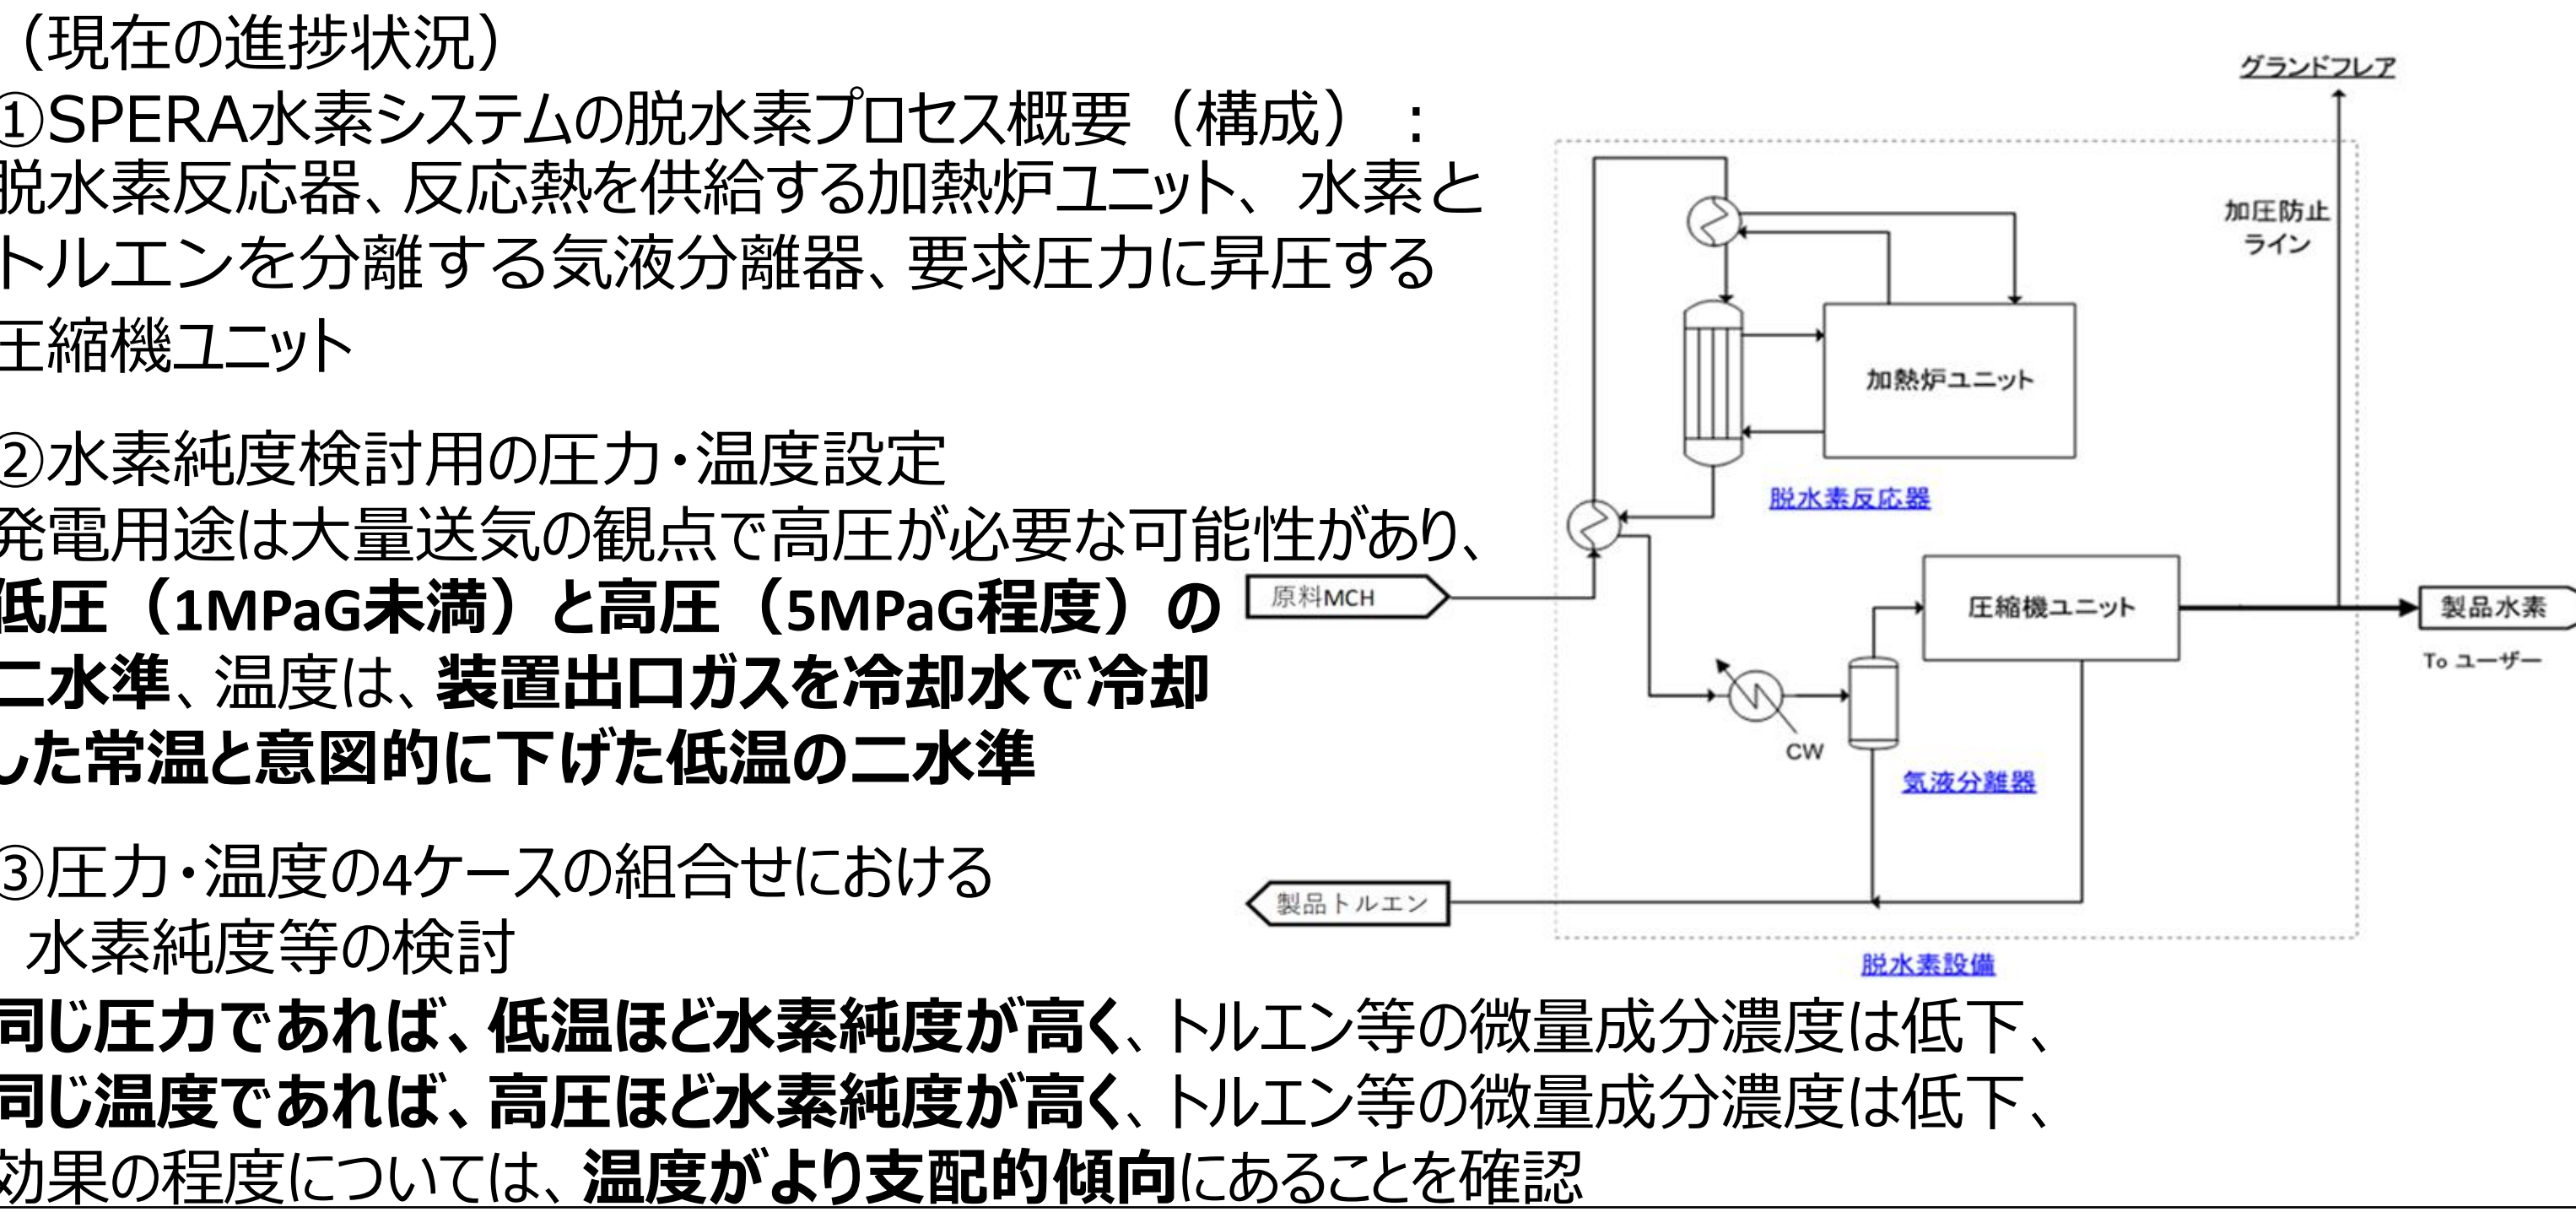 （現在の進捗状況）
①SPERA水素システムの脱水素プロセス概要（構成）：
脱水素反応器、反応熱を供給する加熱炉ユニット、水素と
トルエンを分離する気液分離器、要求圧力に昇圧する
圧縮機ユニット
②水素純度検討用の圧力・温度設定
発電用途は大量送気の観点で高圧が必要な可能性があり、
低圧（1MPaG未満）と高圧（5MPaG程度）の
二水準、温度は、装置出口ガスを冷却水で冷却
した常温と意図的に下げた低温の二水準
③圧力・温度の4ケースの組合せにおける
水素純度等の検討
同じ圧力であれば、低温ほど水素純度が高く、トルエン等の微量成分濃度は低下、
同じ温度であれば、高圧ほど水素純度が高く、トルエン等の微量成分濃度は低下、
効果の程度については、温度がより支配的傾向にあることを確認
グランドフレア
加圧防止
ライン
加熱炉ユニット
脱水素反応器
原料MCH
圧縮機ユニット
製品水素
To ユーザー
CW
気液分離器
製品トルエン
脱水素設備